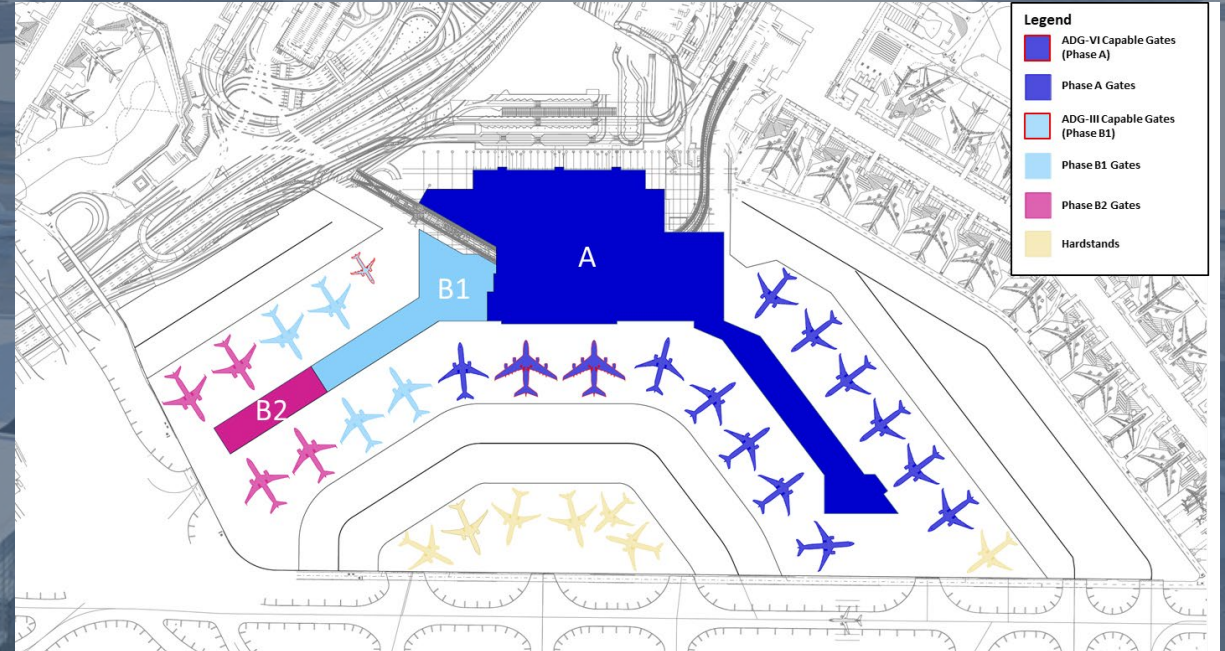 Legend
ADG-VI Capable Gates
(Phase A)
Phase A Gates
ADG-III Capable Gates
(Phase B1)
Phase B1 Gates
Phase B2 Gates
Hardstands
A
B1
B2